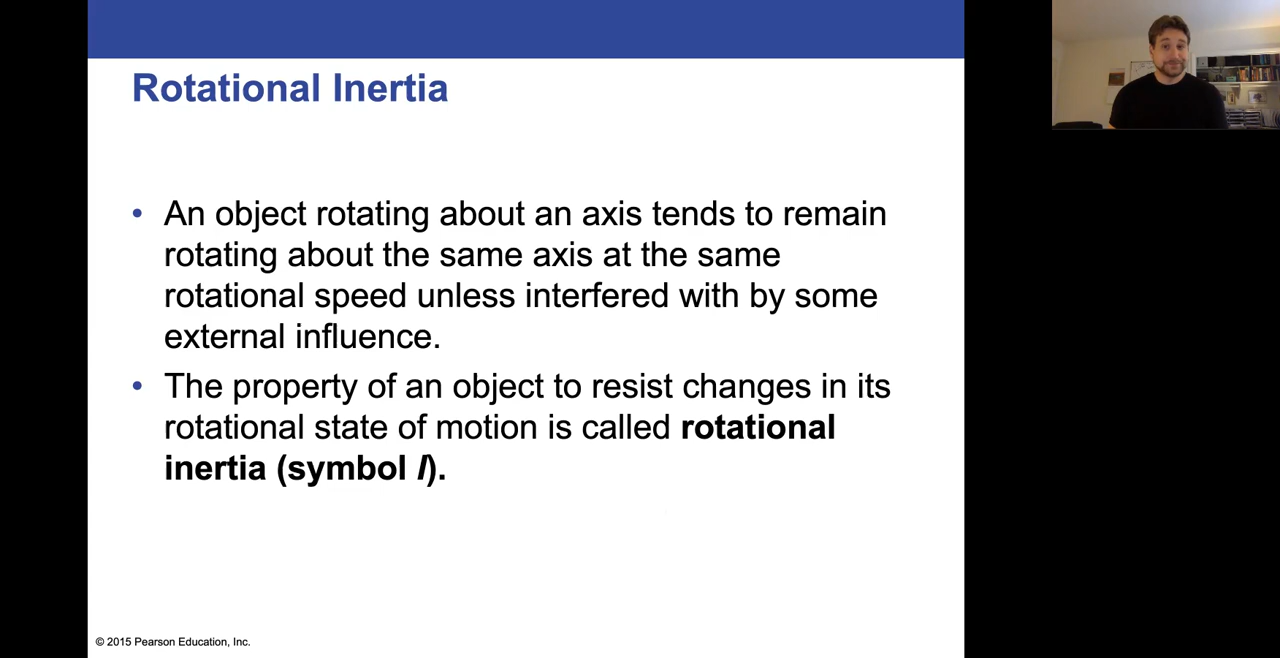 Rotational Inertia
• An object rotating about an axis tends to remain
rotating about the same axis at the same
rotational speed unless interfered with by some
external influence.
• The property of an object to resist changes in its
rotational state of motion is called rotational
inertia (symbol I).
© 2015 Pearson Education, Inc.